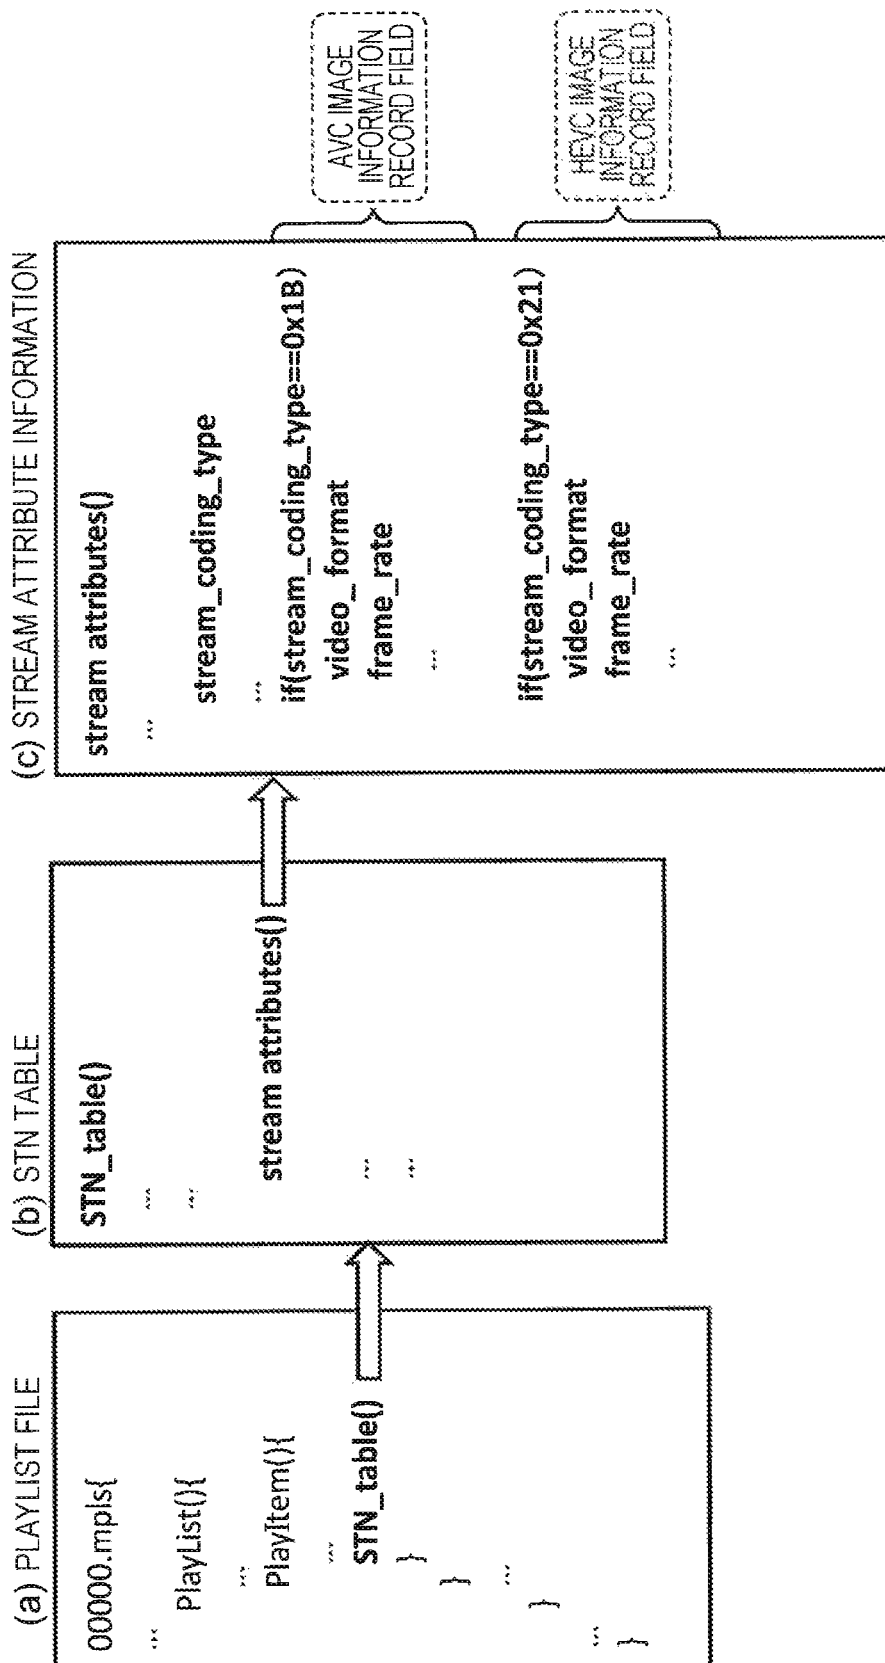 (a) PLAYLIST FILE
00000.mpls{
...
PlayList(){
...
PlayItem(){
...
STN_table()
}
}
...
}
...
}
(b) STN TABLE
STN_table()
...
...
stream attributes()
...
...
(c) STREAM ATTRIBUTE INFORMATION
stream attributes()
...
stream_coding_type
...
if(stream_coding_type==0x1B)
video_format
frame_rate
...
if(stream_coding_type==0x21)
video_format
frame_rate
...
AVC IMAGE
INFORMATION
RECORD FIELD
HEVC IMAGE
INFORMATION
RECORD FIELD